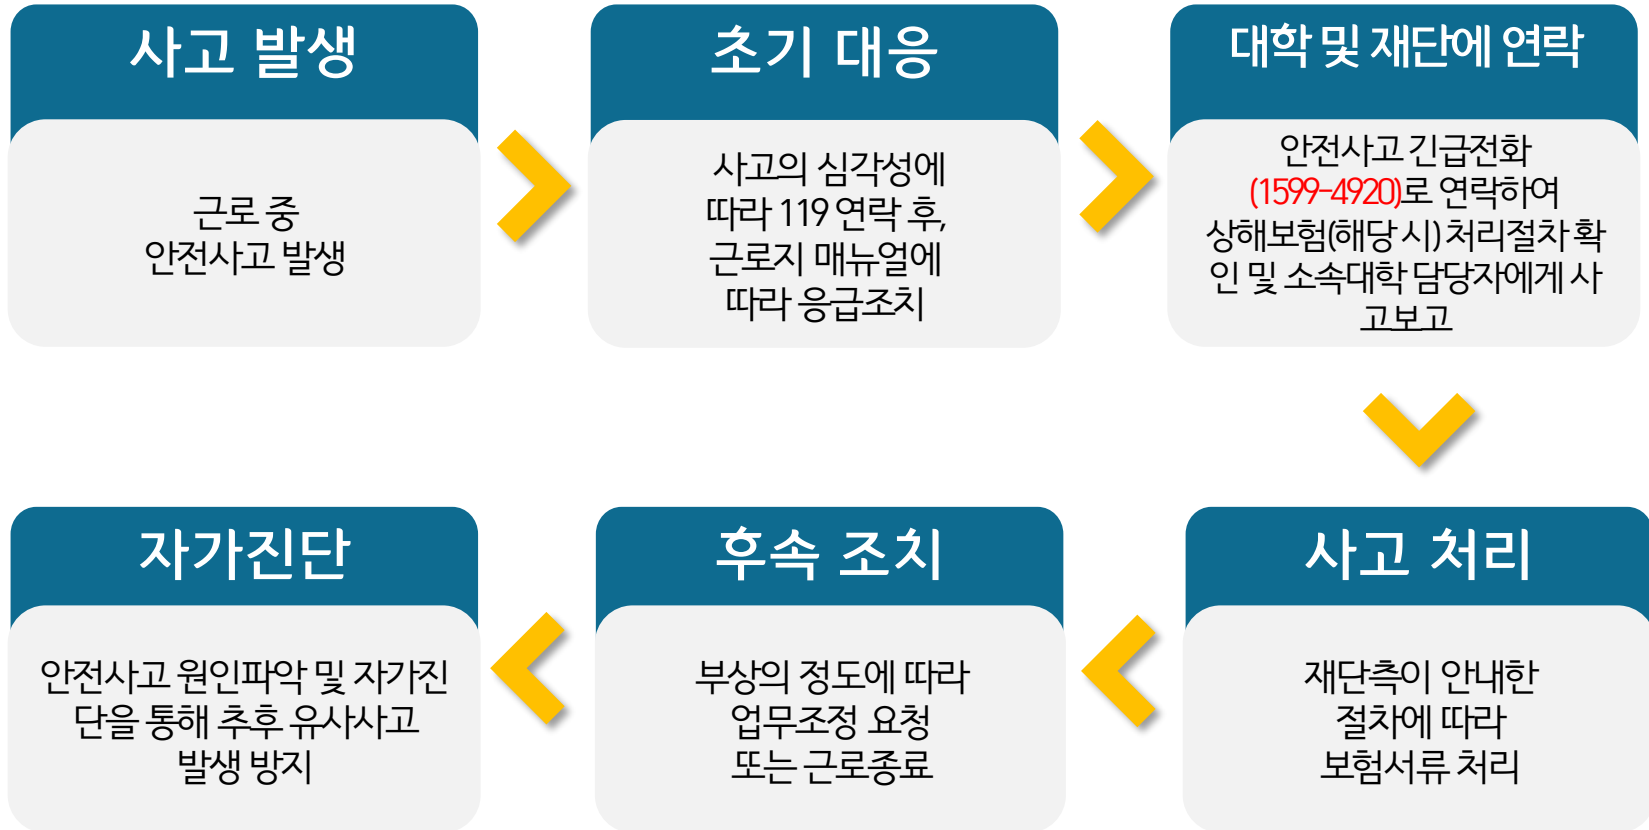 사고 발생
근로 중
안전사고 발생
초기 대응
사고의 심각성에
따라 119 연락 후,
근로지 매뉴얼에
따라 응급조치
대학 및 재단에 연락
안전사고 긴급전화
(1599-4920)로 연락하여
상해보험(해당 시) 처리절차 확
인 및 소속대학 담당자에게 사
고보고
사고 처리
재단측이 안내한
절차에 따라
보험서류 처리
후속 조치
부상의 정도에 따라
업무조정 요청
또는 근로종료
자가진단
안전사고 원인파악 및 자가진
단을 통해 추후 유사사고
발생 방지